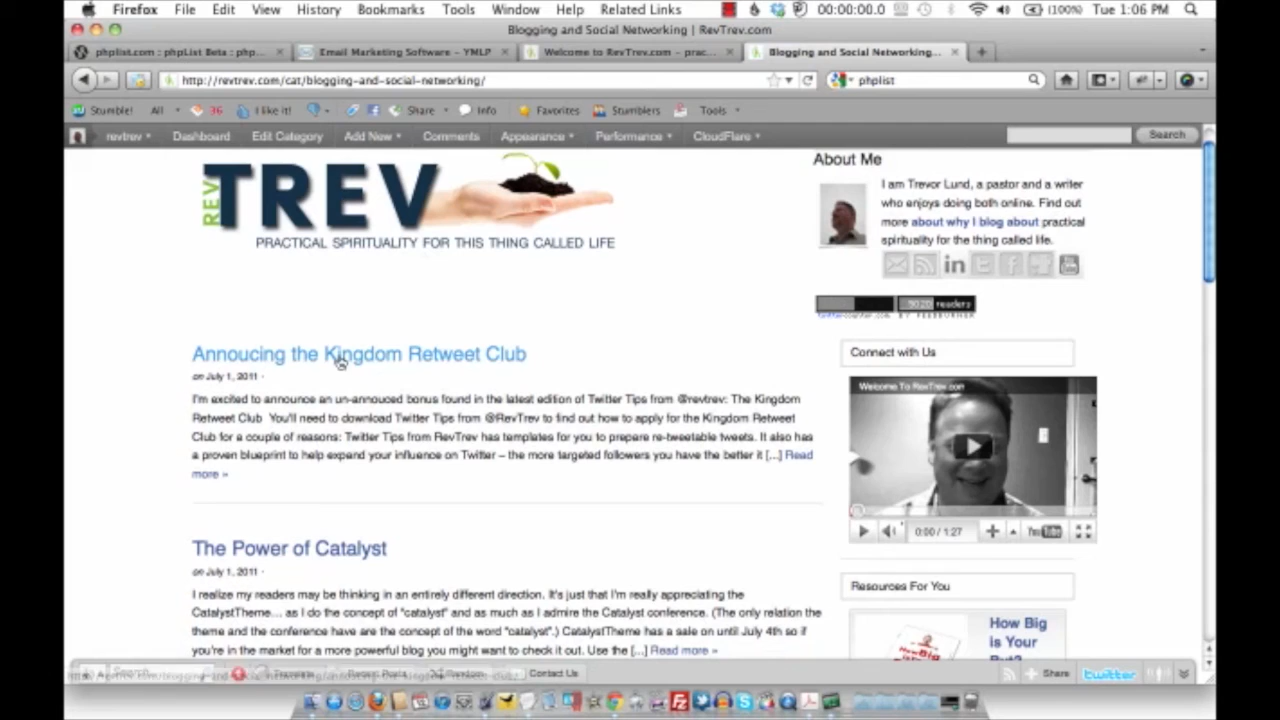 Firefox File Edit View History Bookmarks Tools Window Help Related Links 00:00:00.0 (100%) Tue 1:06 PM
Blogging and Social Networking | RevTrev.com
phplist.com : phpList Beta : php... Email Marketing Software – YMLP Welcome to RevTrev.com – prac... Blogging and Social Networking...
http://revtrev.com/cat/blogging-and-social-networking/ phplist
Stumble! All 36 I like it! Share Info Favorites Stumblers Tools
revtrev Dashboard Edit Category Add New Comments Appearance Performance CloudFlare Search
REV TREV
PRACTICAL SPIRITUALITY FOR THIS THING CALLED LIFE
About Me
I am Trevor Lund, a pastor and a writer
who enjoys doing both online. Find out
more about why I blog about practical
spirituality for the thing called life.
in
9020 readers
Annoucing the Kingdom Retweet Club
on July 1, 2011 ·
I'm excited to announce an un-annouced bonus found in the latest edition of Twitter Tips from @revtrev: The Kingdom
Retweet Club You'll need to download Twitter Tips from @RevTrev to find out how to apply for the Kingdom Retweet
Club for a couple of reasons: Twitter Tips from RevTrev has templates for you to prepare re-tweetable tweets. It also has
a proven blueprint to help expand your influence on Twitter – the more targeted followers you have the better it [...] Read
more »
Connect with Us
Welcome To RevTrev.com
0:00 / 1:27 YouTube
The Power of Catalyst
on July 1, 2011 ·
I realize my readers may be thinking in an entirely different direction. It's just that I'm really appreciating the
CatalystTheme... as I do the concept of "catalyst" and as much as I admire the Catalyst conference. (The only relation the
theme and the conference have are the concept of the word "catalyst".) CatalystTheme has a sale on until July 4th so if
you're in the market for a more powerful blog you might want to check it out. Use the [...] Read more »
Resources For You
How Big
is Your
But?
Search Translate Recent Posts Random Contact Us Share twitter